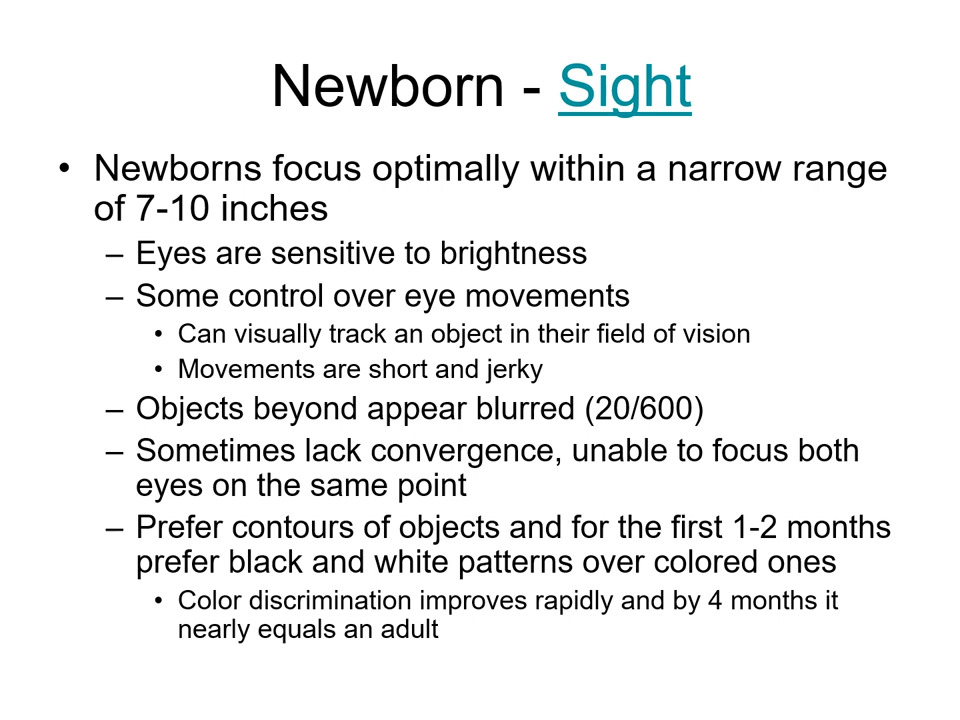 Newborn - Sight
• Newborns focus optimally within a narrow range
of 7-10 inches
– Eyes are sensitive to brightness
– Some control over eye movements
• Can visually track an object in their field of vision
• Movements are short and jerky
– Objects beyond appear blurred (20/600)
– Sometimes lack convergence, unable to focus both
eyes on the same point
– Prefer contours of objects and for the first 1-2 months
prefer black and white patterns over colored ones
• Color discrimination improves rapidly and by 4 months it
nearly equals an adult